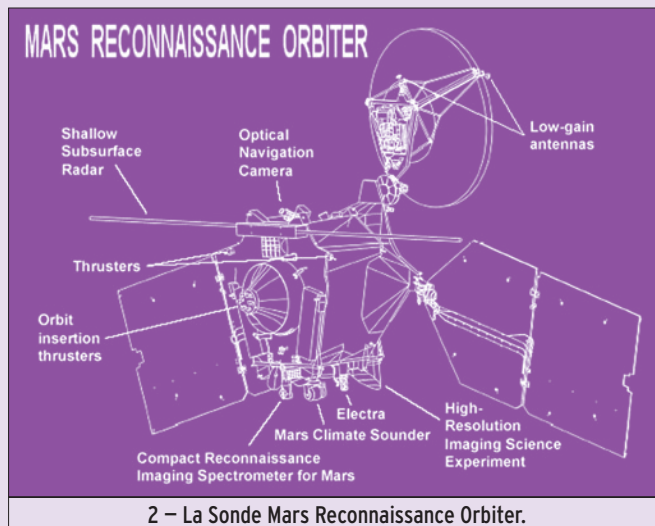 MARS RECONNAISSANCE ORBITER
Shallow
Subsurface
Radar
Optical
Navigation
Camera
Low-gain
antennas
Thrusters
Orbit
insertion
thrusters
Electra
Mars Climate Sounder
Compact Reconnaissance
Imaging Spectrometer for Mars
High-
Resolution
Imaging Science
Experiment
2 – La Sonde Mars Reconnaissance Orbiter.